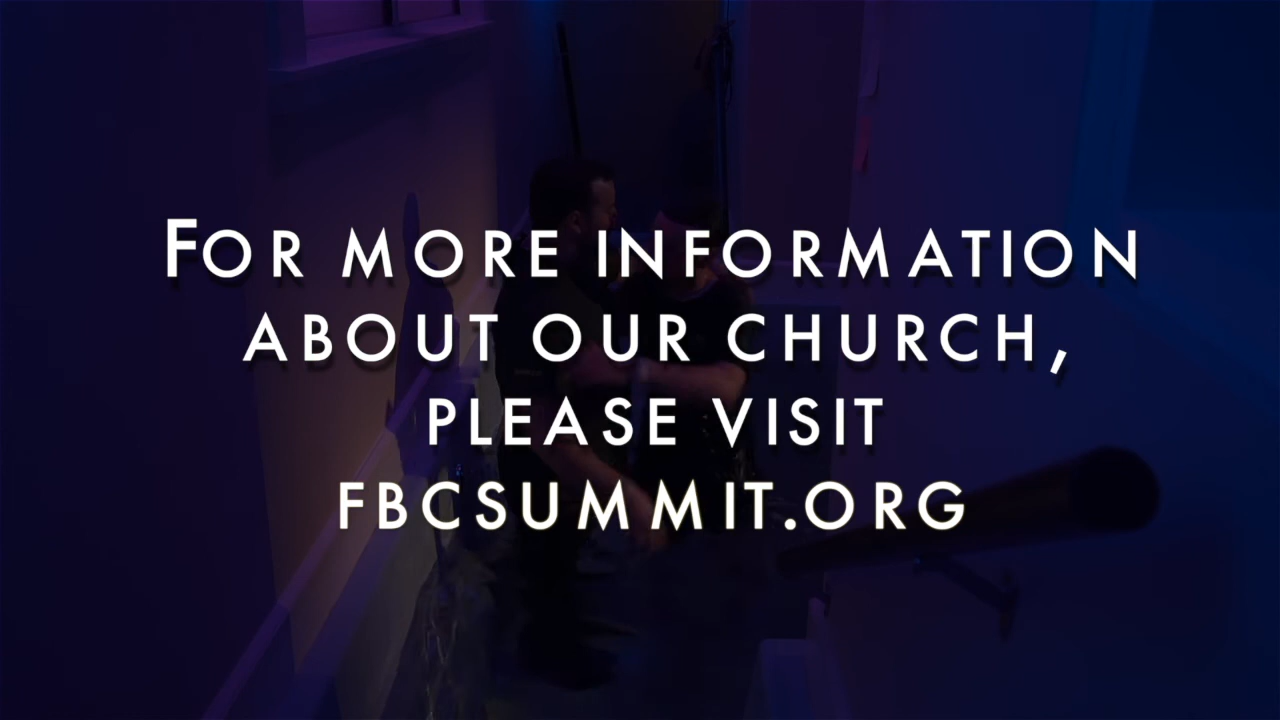 FOR MORE INFORMATION
ABOUT OUR CHURCH,
PLEASE VISIT
FBCSUMMIT.ORG